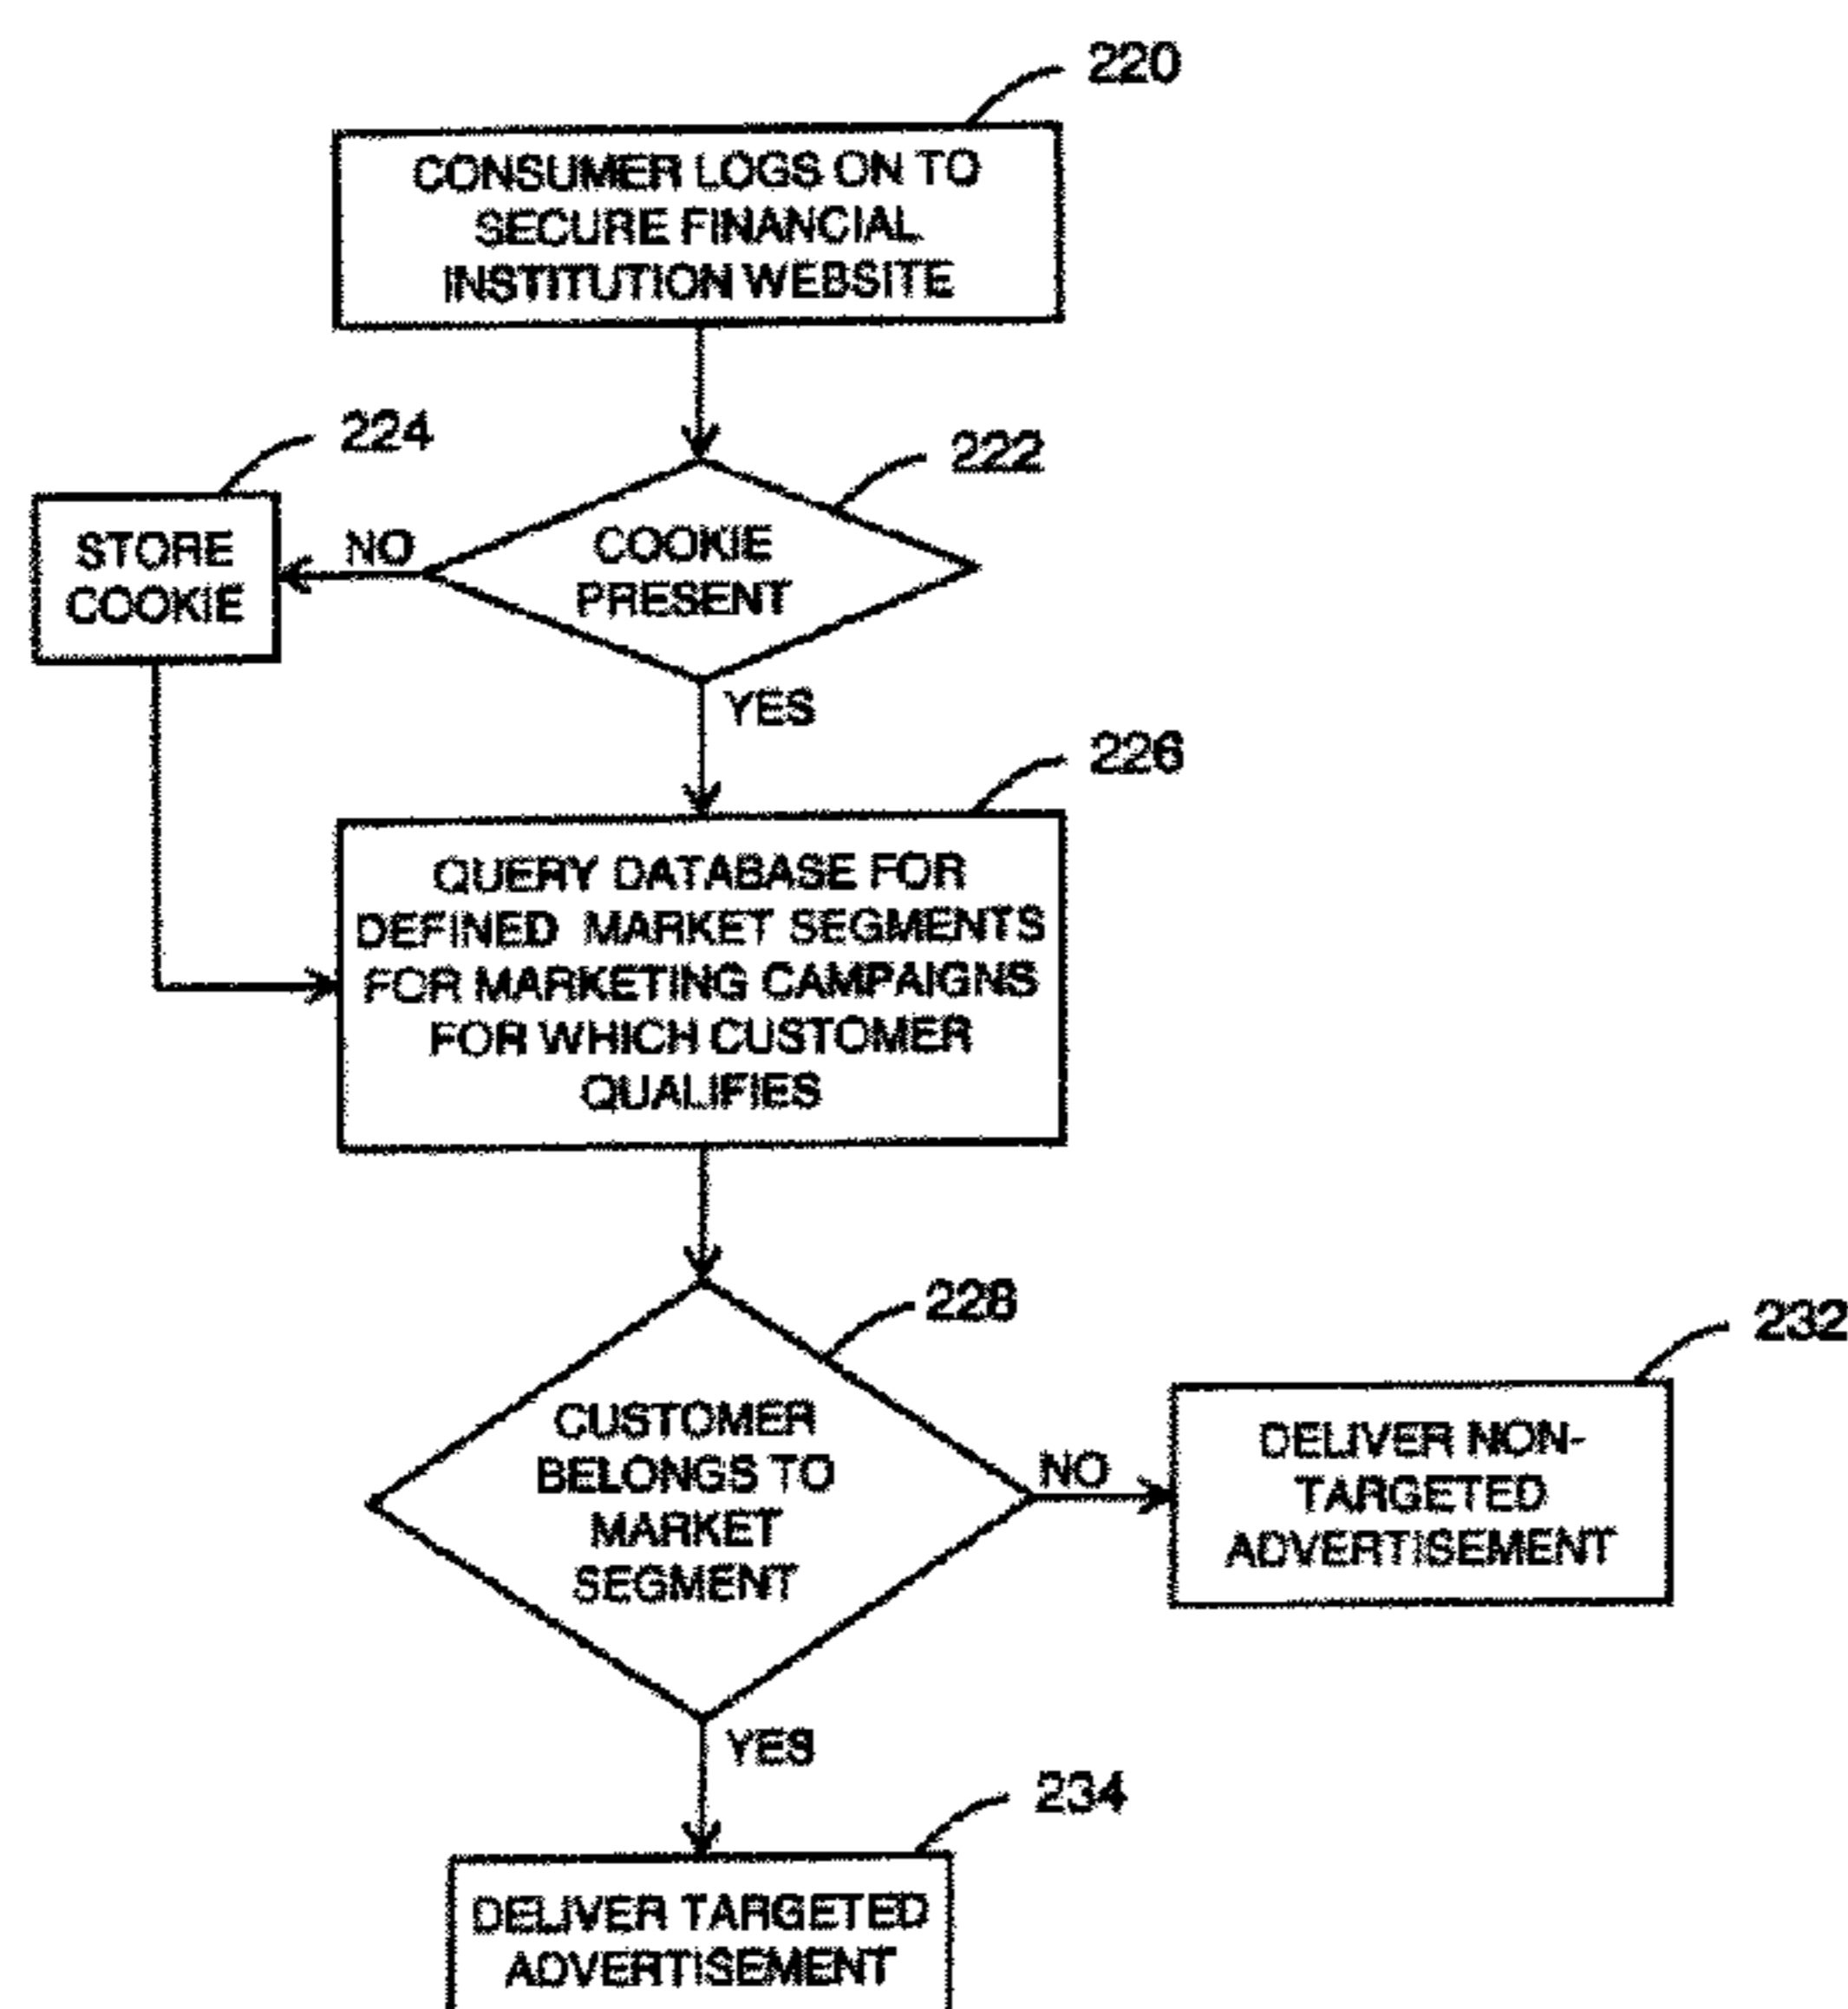 220
CONSUMER LOGS ON TO
SECURE FINANCIAL
INSTITUTION WEBSITE
224
222
STORE
COOKIE
NO
COOKIE
PRESENT
YES
226
QUERY DATABASE FOR
DEFINED MARKET SEGMENTS
FOR MARKETING CAMPAIGNS
FOR WHICH CUSTOMER
QUALIFIES
228
232
CUSTOMER
BELONGS TO
MARKET
SEGMENT
NO
DELIVER NON-
TARGETED
ADVERTISEMENT
YES
234
DELIVER TARGETED
ADVERTISEMENT